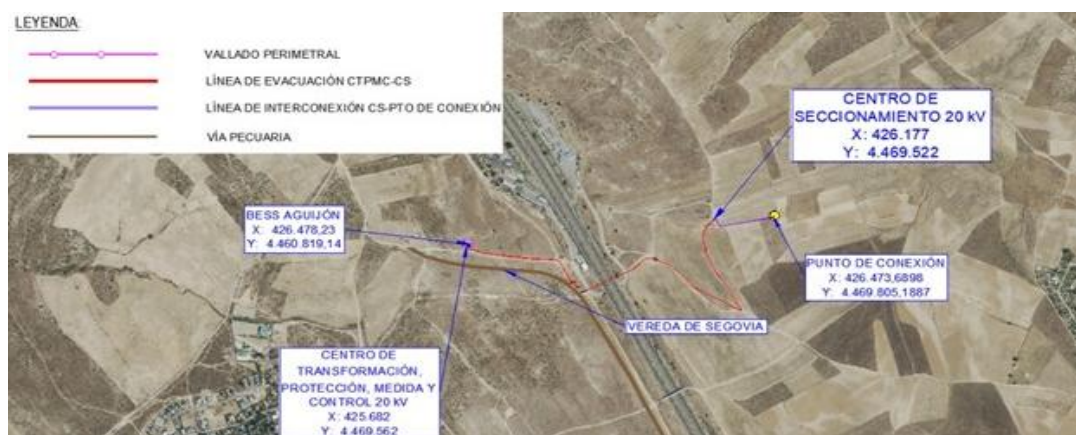 LEYENDA:
VALLADO PERIMETRAL
LÍNEA DE EVACUACIÓN CTPMC-CS
LÍNEA DE INTERCONEXIÓN CS-PTO DE CONEXIÓN
VÍA PECUARIA
CENTRO DE
SECCIONAMIENTO 20 kV
X: 426.177
Y: 4.469.522
BESS AGUIJÓN
X: 426.478,23
Y: 4.460.819,14
PUNTO DE CONEXIÓN
X: 426.473,6898
Y: 4.469.805,1887
VEREDA DE SEGOVIA
CENTRO DE
TRANSFORMACIÓN,
PROTECCIÓN, MEDIDA Y
CONTROL 20 kV
X: 425.682
Y: 4.469.562